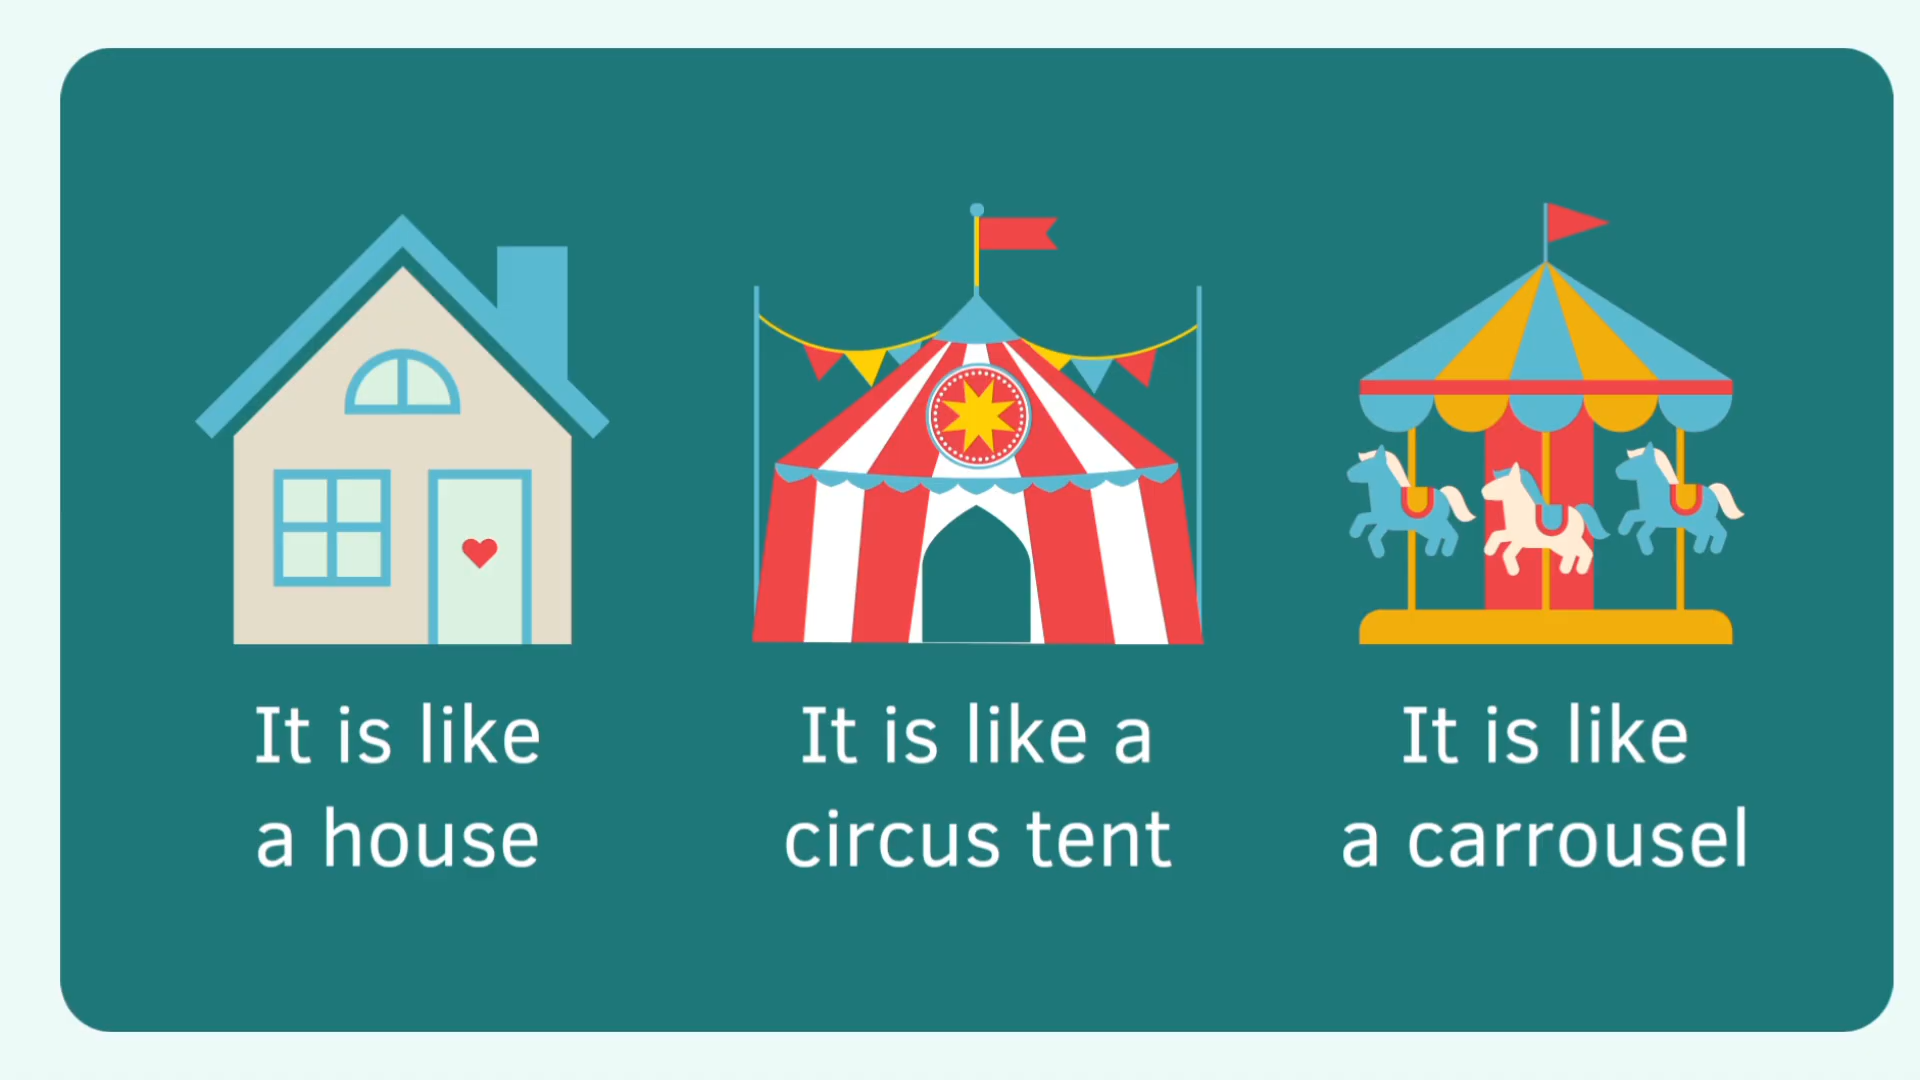 It is like
a house
It is like a
circus tent
It is like
a carrousel